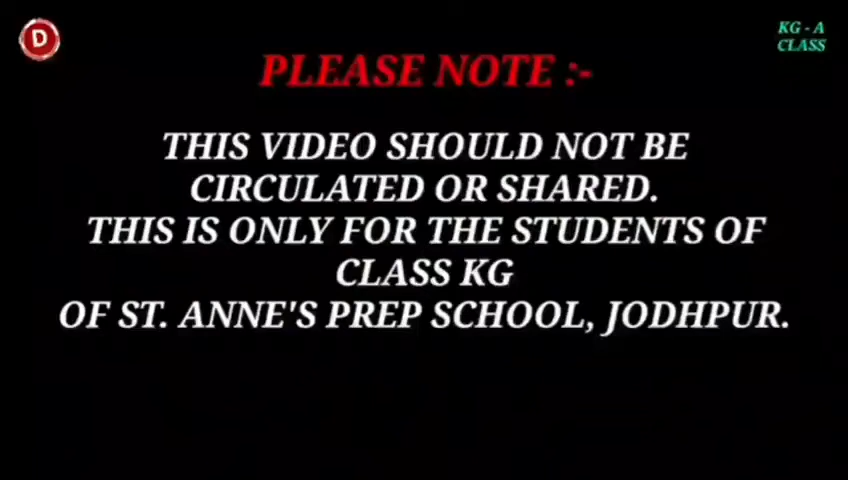 D
KG - A
CLASS
PLEASE NOTE :-
THIS VIDEO SHOULD NOT BE
CIRCULATED OR SHARED.
THIS IS ONLY FOR THE STUDENTS OF
CLASS KG
OF ST. ANNE'S PREP SCHOOL, JODHPUR.